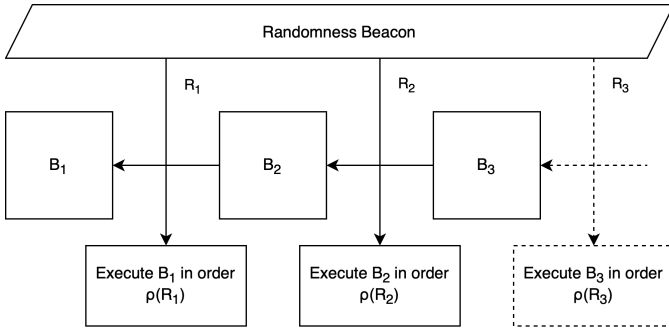 Randomness Beacon
R₁
R₂
R₃
B₁
B₂
B₃
Execute B₁ in order
ρ(R₁)
Execute B₂ in order
ρ(R₂)
Execute B₃ in order
ρ(R₃)